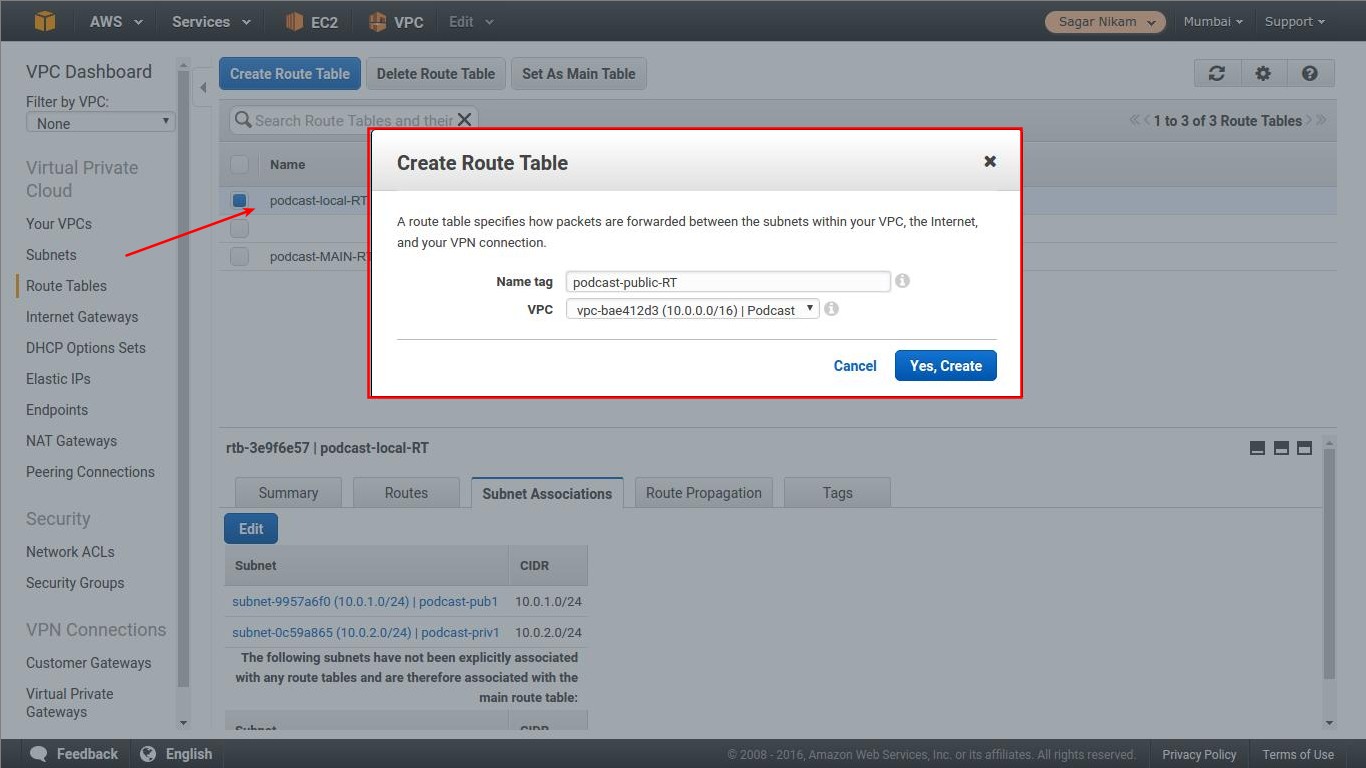 AWS Services EC2 VPC Edit Sagar Nikam Mumbai Support
VPC Dashboard
Filter by VPC:
None
Virtual Private
Cloud
Your VPCs
Subnets
Route Tables
Internet Gateways
DHCP Options Sets
Elastic IPs
Endpoints
NAT Gateways
Peering Connections
Security
Network ACLs
Security Groups
VPN Connections
Customer Gateways
Virtual Private
Gateways
Create Route Table Delete Route Table Set As Main Table
Search Route Tables and their 1 to 3 of 3 Route Tables
Name
podcast-local-RT
podcast-MAIN-R
Create Route Table
A route table specifies how packets are forwarded between the subnets within your VPC, the Internet,
and your VPN connection.
Name tag podcast-public-RT
VPC vpc-bae412d3 (10.0.0.0/16) | Podcast
Cancel Yes, Create
rtb-3e9f6e57 | podcast-local-RT
Summary Routes Subnet Associations Route Propagation Tags
Edit
Subnet CIDR
subnet-9957a6f0 (10.0.1.0/24) | podcast-pub1 10.0.1.0/24
subnet-0c59a865 (10.0.2.0/24) | podcast-priv1 10.0.2.0/24
The following subnets have not been explicitly associated
with any route tables and are therefore associated with the
main route table:
Subnet CIDR
Feedback English © 2008 - 2016, Amazon Web Services, Inc. or its affiliates. All rights reserved. Privacy Policy Terms of Use